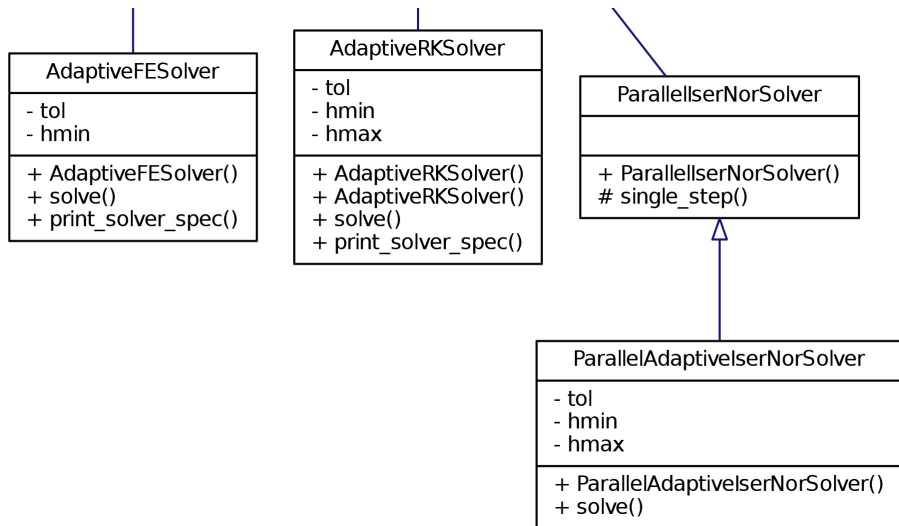 AdaptiveFESolver
- tol
- hmin
+ AdaptiveFESolver()
+ solve()
+ print_solver_spec()
AdaptiveRKSolver
- tol
- hmin
- hmax
+ AdaptiveRKSolver()
+ AdaptiveRKSolver()
+ solve()
+ print_solver_spec()
ParallelIserNorSolver
+ ParallelIserNorSolver()
# single_step()
ParallelAdaptiveIserNorSolver
- tol
- hmin
- hmax
+ ParallelAdaptiveIserNorSolver()
+ solve()